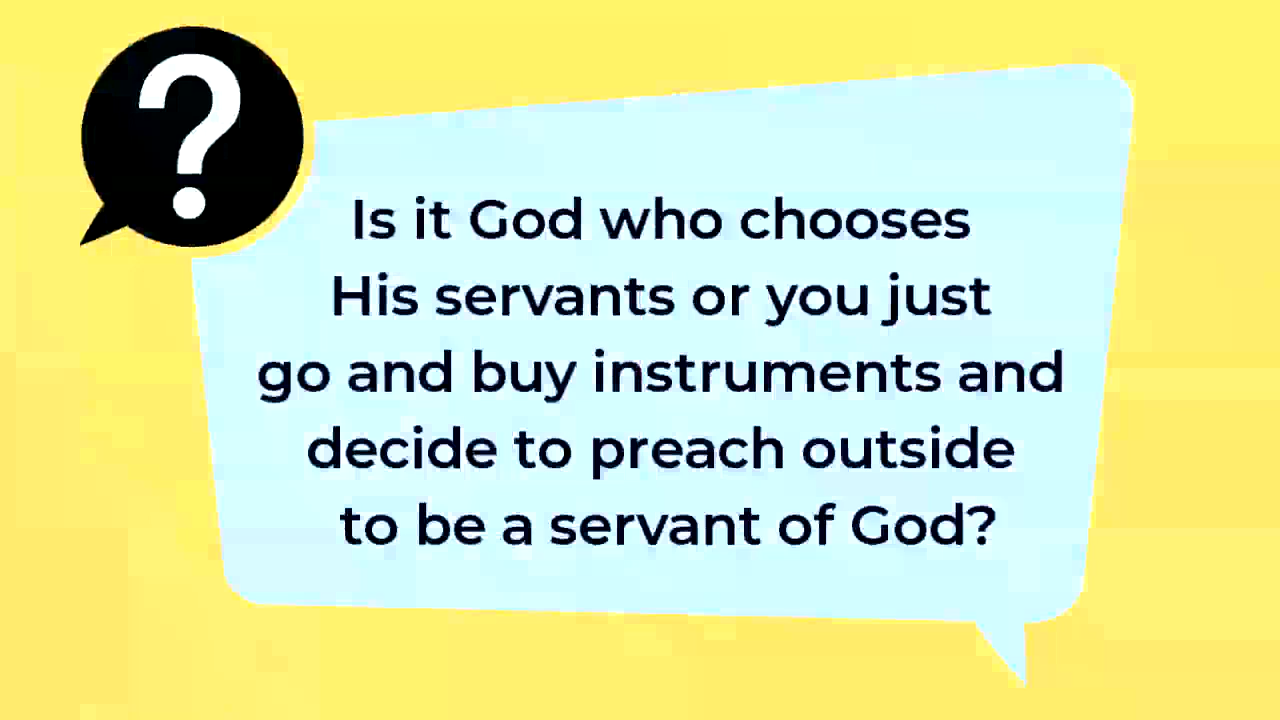 ?
Is it God who chooses
His servants or you just
go and buy instruments and
decide to preach outside
to be a servant of God?